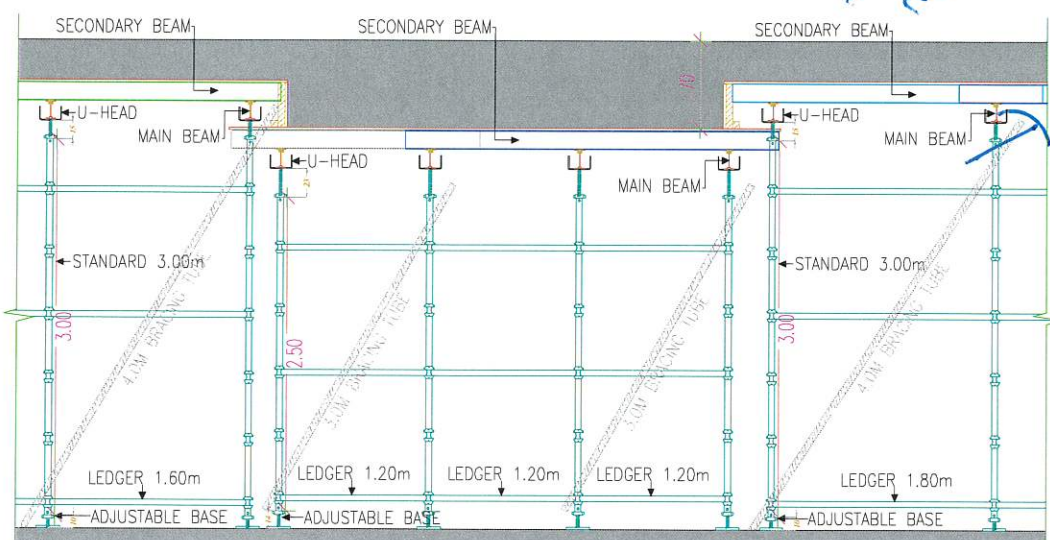 SECONDARY BEAM
SECONDARY BEAM
SECONDARY BEAM
U-HEAD
MAIN BEAM
U-HEAD
MAIN BEAM
U-HEAD
MAIN BEAM
STANDARD 3.00m
STANDARD 3.00m
3.00
2.50
3.00
4.0M BRACING TUBE
3.0M BRACING TUBE
3.0M BRACING TUBE
4.0M BRACING TUBE
LEDGER 1.60m
LEDGER 1.20m
LEDGER 1.20m
LEDGER 1.20m
LEDGER 1.80m
ADJUSTABLE BASE
ADJUSTABLE BASE
ADJUSTABLE BASE